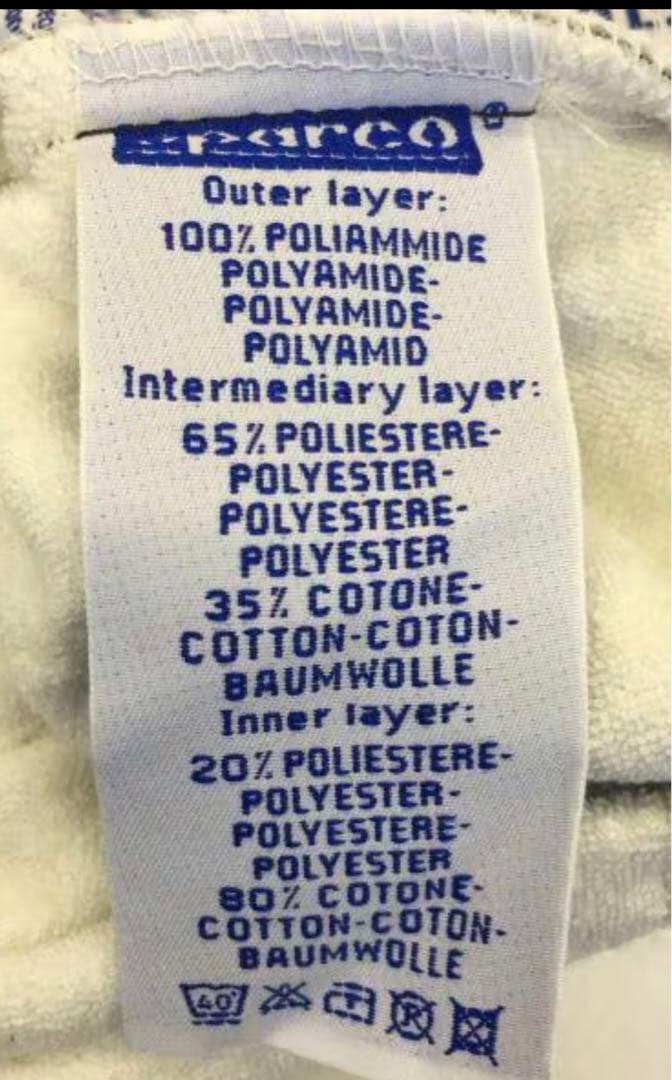 sparco
Outer layer:
100% POLIAMMIDE
POLYAMIDE-
POLYAMIDE-
POLYAMID
Intermediary layer:
65% POLIESTERE-
POLYESTER-
POLYESTERE-
POLYESTER
35% COTONE-
COTTON-COTON-
BAUMWOLLE
Inner layer:
20% POLIESTERE-
POLYESTER-
POLYESTERE-
POLYESTER
80% COTONE-
COTTON-COTON-
BAUMWOLLE
40°